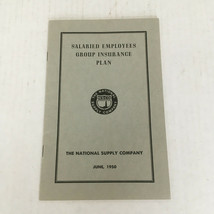 SALARIED EMPLOYEES
GROUP INSURANCE
PLAN
THE NATIONAL SUPPLY COMPANY
JUNE, 1950